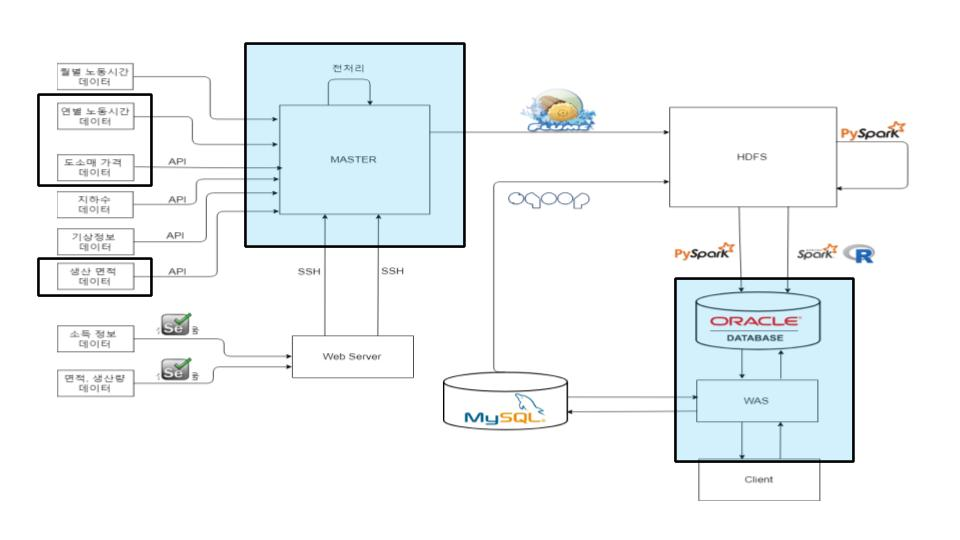 월별 노동시간
데이터
연별 노동시간
데이터
도소매 가격
데이터
API
지하수
데이터
API
기상정보
데이터
API
생산 면적
데이터
API
소득 정보
데이터
Se
면적, 생산량
데이터
Se
전처리
MASTER
SSH
SSH
Web Server
FLUME
sqoop
HDFS
PySpark
PySpark
Spark
R
MySQL
ORACLE
DATABASE
WAS
Client